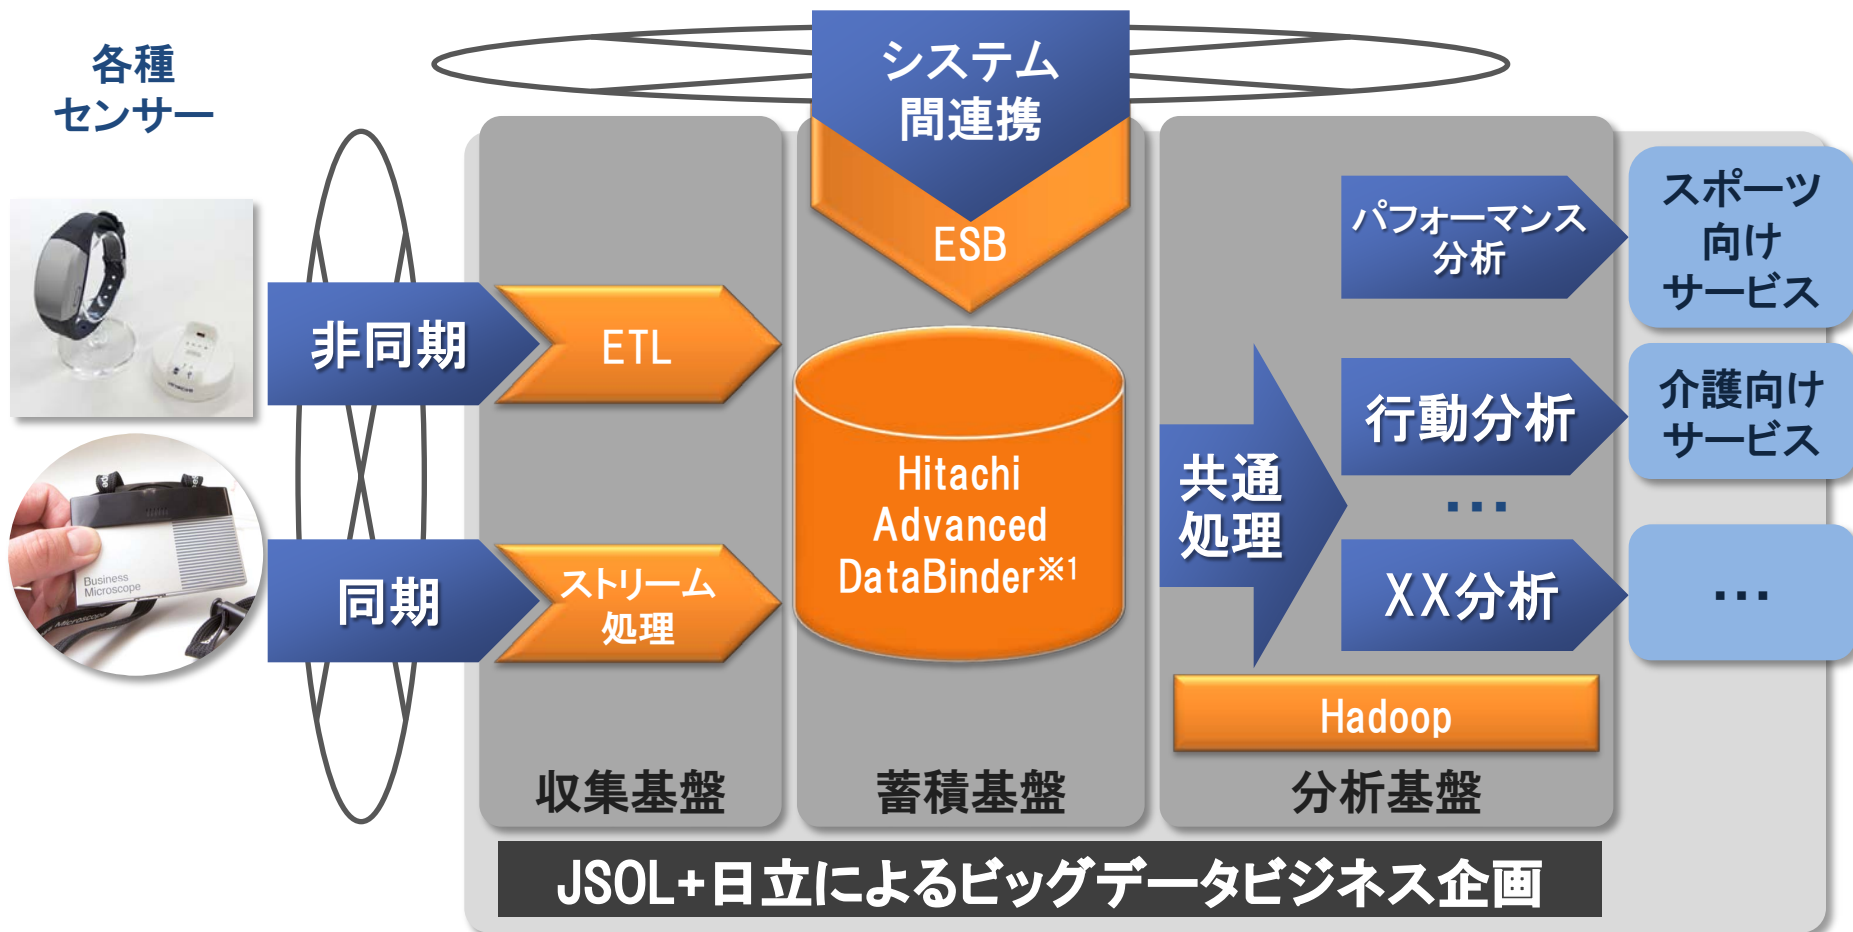 各種
センサー
システム
間連携
ESB
非同期
ETL
同期
ストリーム
処理
Hitachi
Advanced
DataBinder※1
共通
処理
パフォーマンス
分析
行動分析
...
XX分析
Hadoop
スポーツ
向け
サービス
介護向け
サービス
...
収集基盤
蓄積基盤
分析基盤
JSOL+日立によるビッグデータビジネス企画
HITACHI
Business
Microscope